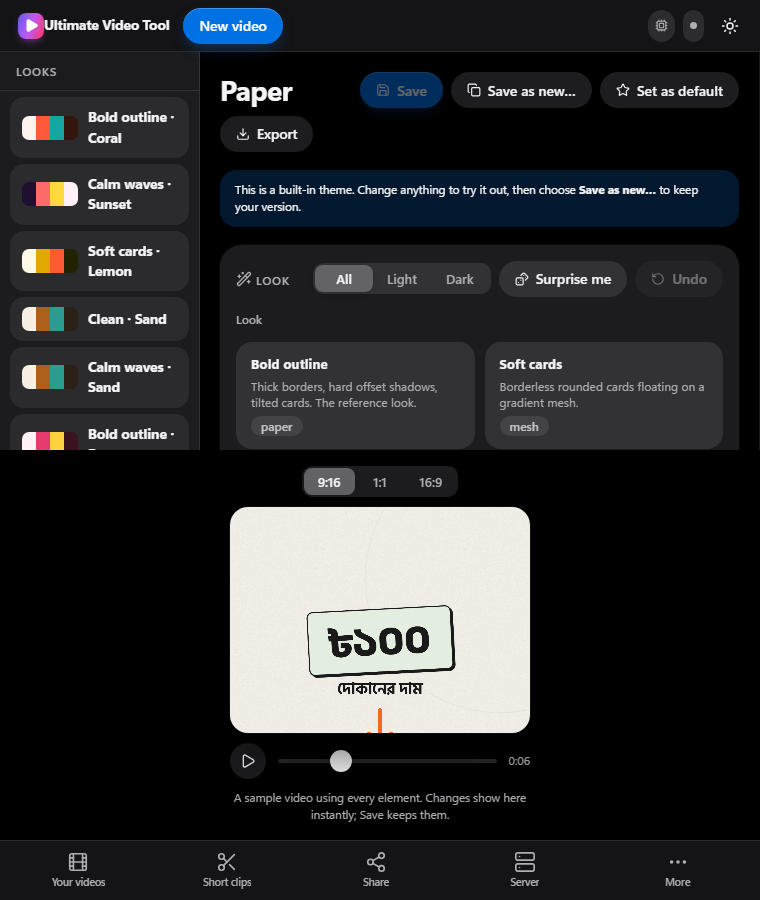 Ultimate Video Tool
New video
LOOKS
Bold outline ·
Coral
Calm waves ·
Sunset
Soft cards ·
Lemon
Clean · Sand
Calm waves ·
Sand
Bold outline ·
Paper
Save
Save as new...
Set as default
Export
This is a built-in theme. Change anything to try it out, then choose Save as new... to keep
your version.
LOOK
All
Light
Dark
Surprise me
Undo
Look
Bold outline
Thick borders, hard offset shadows,
tilted cards. The reference look.
paper
Soft cards
Borderless rounded cards floating on a
gradient mesh.
mesh
9:16
1:1
16:9
৳১০০
দোকানের দাম
0:06
A sample video using every element. Changes show here
instantly; Save keeps them.
Your videos
Short clips
Share
Server
More